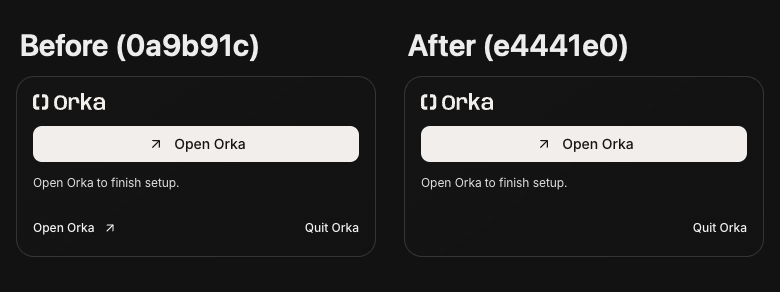 Before (0a9b91c)
Orka
Open Orka
Open Orka to finish setup.
Open Orka
Quit Orka
After (e4441e0)
Orka
Open Orka
Open Orka to finish setup.
Quit Orka